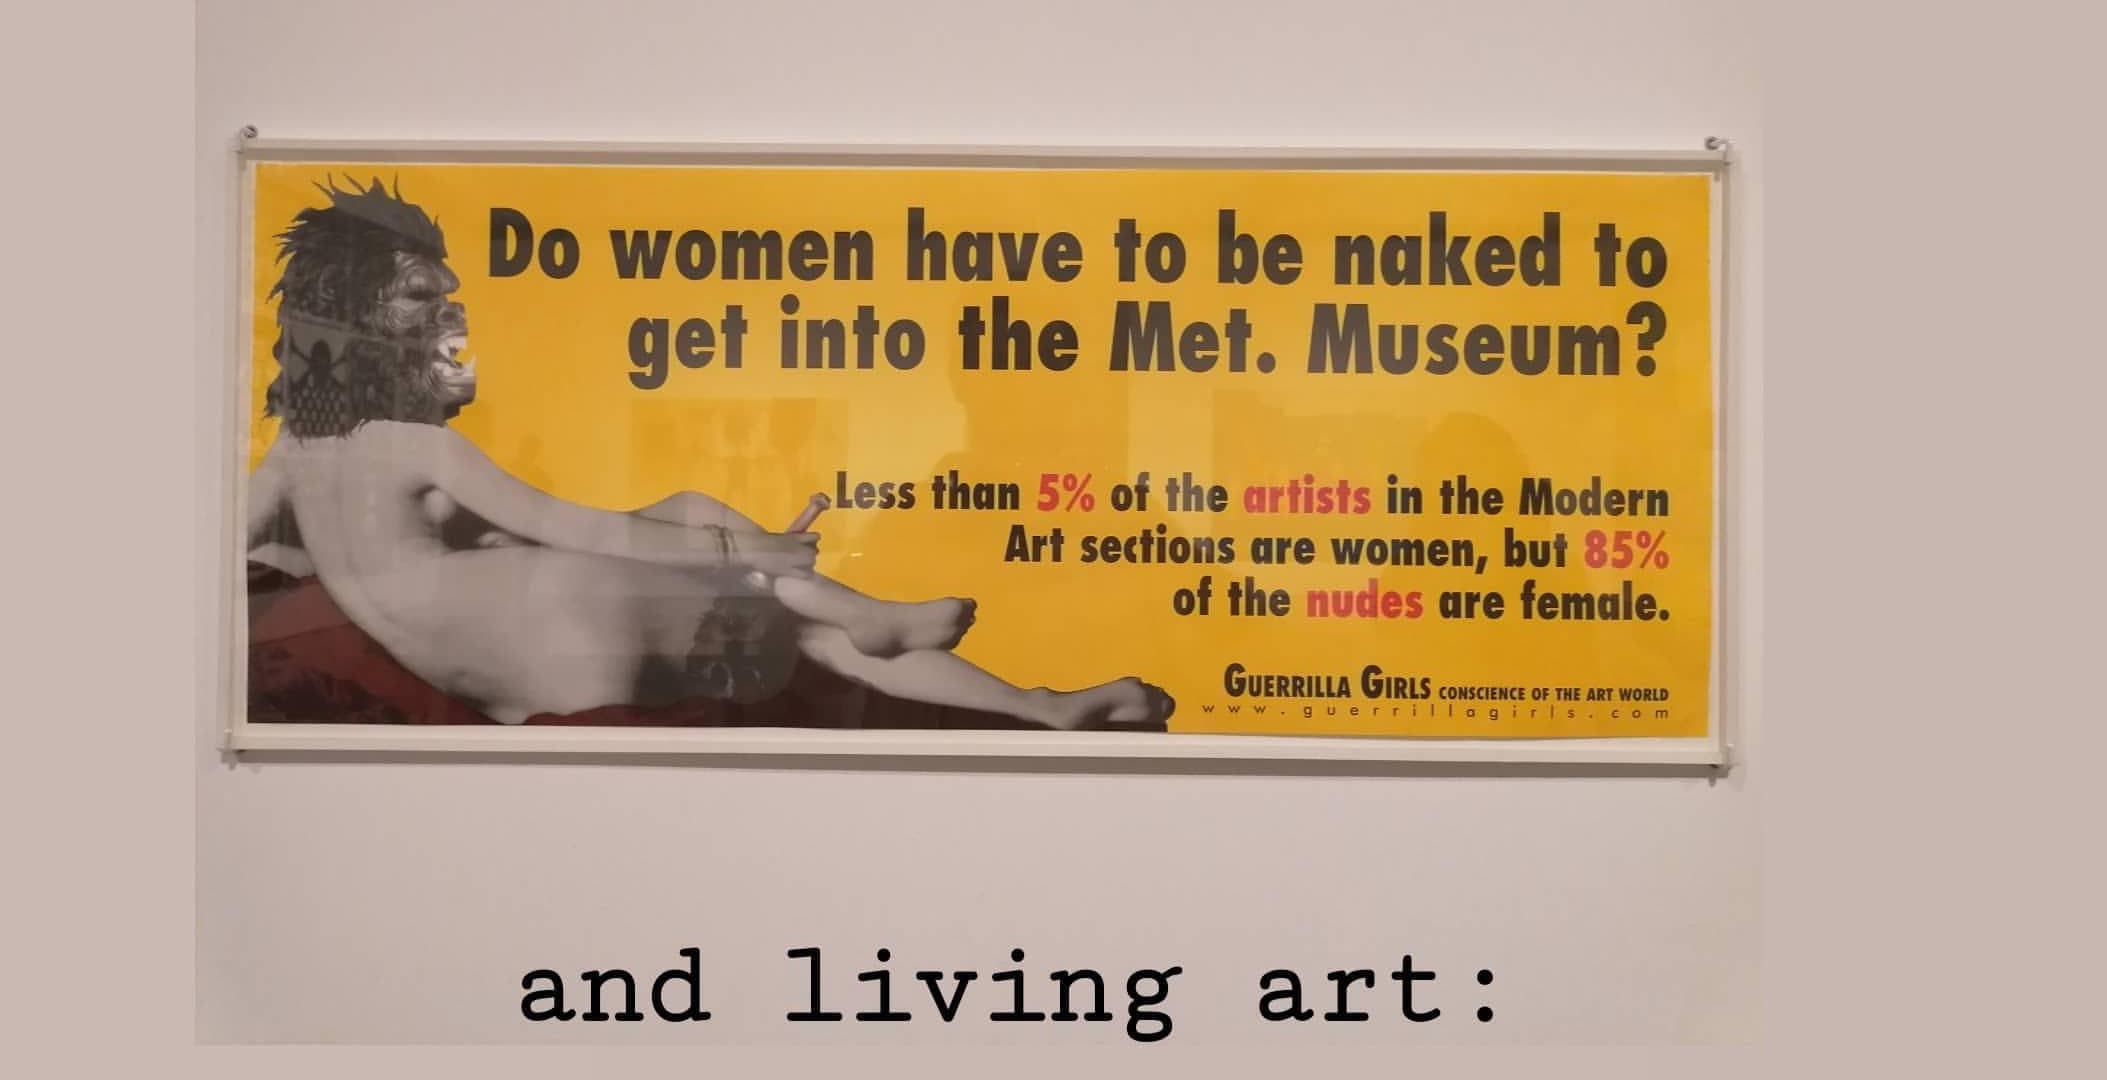 Do women have to be naked to
get into the Met. Museum?
Less than 5% of the artists in the Modern
Art sections are women, but 85%
of the nudes are female.
GUERRILLA GIRLS CONSCIENCE OF THE ART WORLD
www.guerrillagirls.com
and living art: